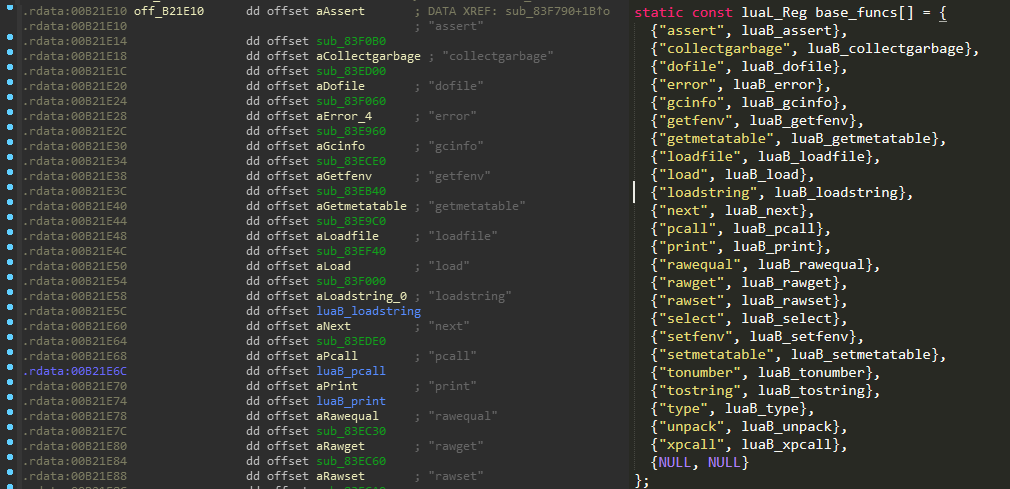 .rdata:00B21E10 off_B21E10 dd offset aAssert ; DATA XREF: sub_83F790+1B↑o
.rdata:00B21E10 ; "assert"
.rdata:00B21E14 dd offset sub_83F0B0
.rdata:00B21E18 dd offset aCollectgarbage ; "collectgarbage"
.rdata:00B21E1C dd offset sub_83ED00
.rdata:00B21E20 dd offset aDofile ; "dofile"
.rdata:00B21E24 dd offset sub_83F060
.rdata:00B21E28 dd offset aError_4 ; "error"
.rdata:00B21E2C dd offset sub_83E960
.rdata:00B21E30 dd offset aGcinfo ; "gcinfo"
.rdata:00B21E34 dd offset sub_83ECE0
.rdata:00B21E38 dd offset aGetfenv ; "getfenv"
.rdata:00B21E3C dd offset sub_83EB40
.rdata:00B21E40 dd offset aGetmetatable ; "getmetatable"
.rdata:00B21E44 dd offset sub_83E9C0
.rdata:00B21E48 dd offset aLoadfile ; "loadfile"
.rdata:00B21E4C dd offset sub_83EF40
.rdata:00B21E50 dd offset aLoad ; "load"
.rdata:00B21E54 dd offset sub_83F000
.rdata:00B21E58 dd offset aLoadstring_0 ; "loadstring"
.rdata:00B21E5C dd offset luaB_loadstring
.rdata:00B21E60 dd offset aNext ; "next"
.rdata:00B21E64 dd offset sub_83EDE0
.rdata:00B21E68 dd offset aPcall ; "pcall"
.rdata:00B21E6C dd offset luaB_pcall
.rdata:00B21E70 dd offset aPrint ; "print"
.rdata:00B21E74 dd offset luaB_print
.rdata:00B21E78 dd offset aRawequal ; "rawequal"
.rdata:00B21E7C dd offset sub_83EC30
.rdata:00B21E80 dd offset aRawget ; "rawget"
.rdata:00B21E84 dd offset sub_83EC60
.rdata:00B21E88 dd offset aRawset ; "rawset"
static const luaL_Reg base_funcs[] = {
{"assert", luaB_assert},
{"collectgarbage", luaB_collectgarbage},
{"dofile", luaB_dofile},
{"error", luaB_error},
{"gcinfo", luaB_gcinfo},
{"getfenv", luaB_getfenv},
{"getmetatable", luaB_getmetatable},
{"loadfile", luaB_loadfile},
{"load", luaB_load},
{"loadstring", luaB_loadstring},
{"next", luaB_next},
{"pcall", luaB_pcall},
{"print", luaB_print},
{"rawequal", luaB_rawequal},
{"rawget", luaB_rawget},
{"rawset", luaB_rawset},
{"select", luaB_select},
{"setfenv", luaB_setfenv},
{"setmetatable", luaB_setmetatable},
{"tonumber", luaB_tonumber},
{"tostring", luaB_tostring},
{"type", luaB_type},
{"unpack", luaB_unpack},
{"xpcall", luaB_xpcall},
{NULL, NULL}
};